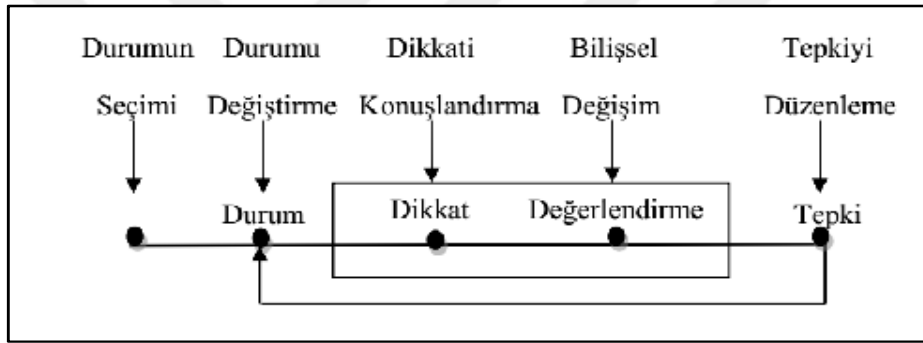 Durumun Durumu Dikkati Bilişsel Tepkiyi
Seçimi Değiştirme Konuşlandırma Değişim Düzenleme
Durum Dikkat Değerlendirme Tepki